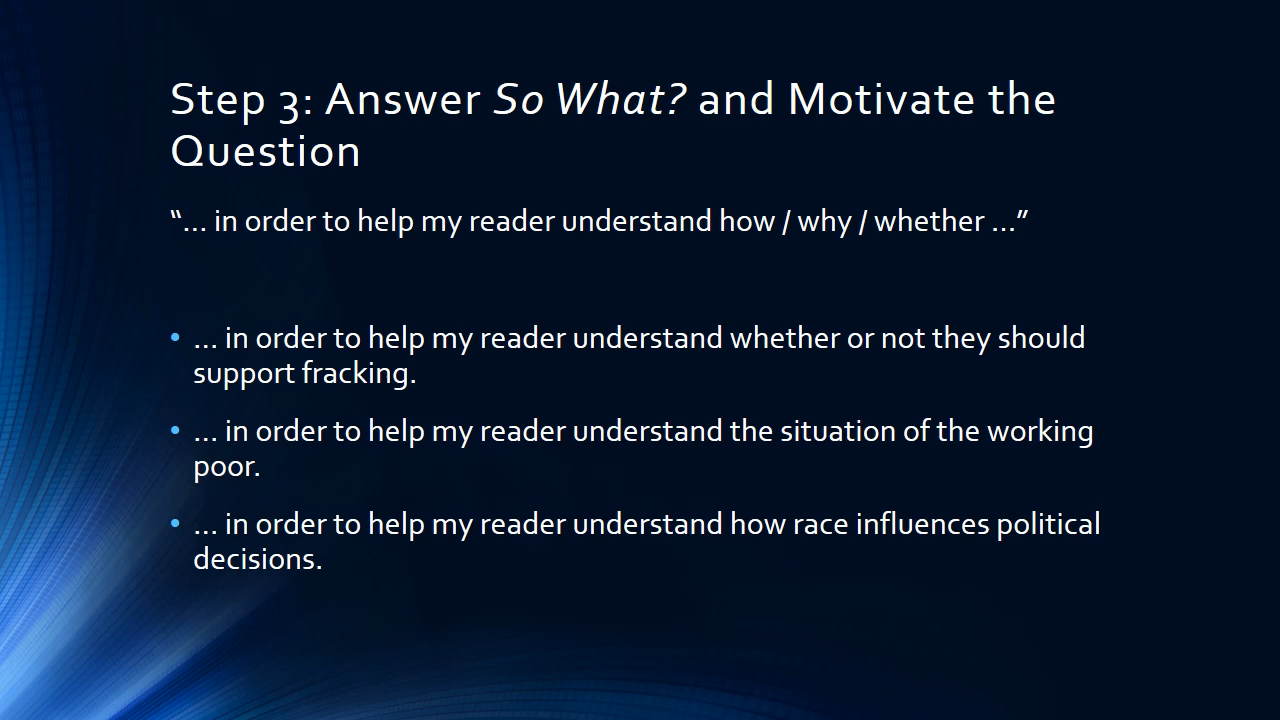 Step 3: Answer So What? and Motivate the
Question
“… in order to help my reader understand how / why / whether …”
• … in order to help my reader understand whether or not they should
support fracking.
• … in order to help my reader understand the situation of the working
poor.
• … in order to help my reader understand how race influences political
decisions.